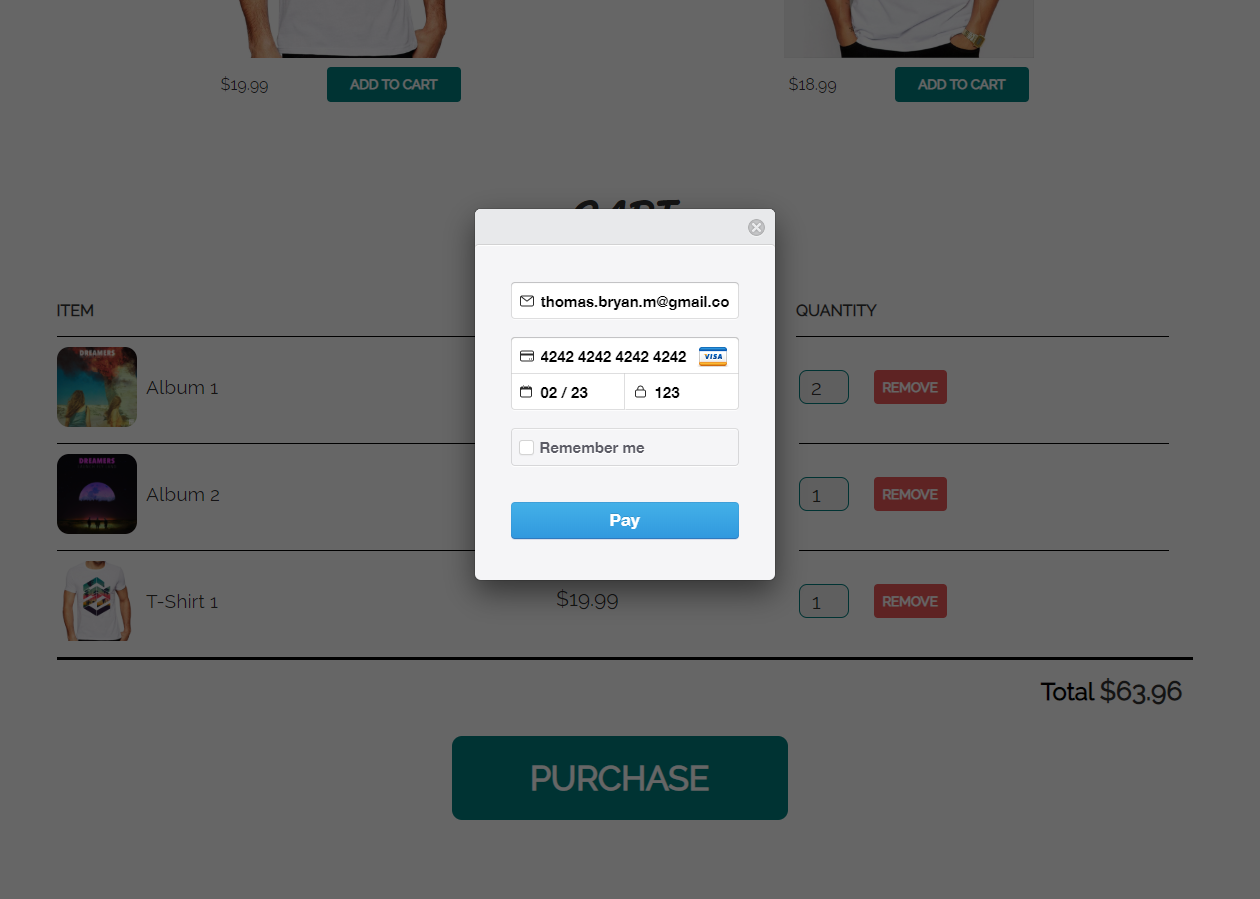 $19.99 ADD TO CART $18.99 ADD TO CART
CART
ITEM QUANTITY
thomas.bryan.m@gmail.co
4242 4242 4242 4242 VISA
02 / 23 123
Remember me
Pay
DREAMERS
Album 1 2 REMOVE
DREAMERS
Album 2 1 REMOVE
T-Shirt 1 $19.99 1 REMOVE
Total $63.96
PURCHASE